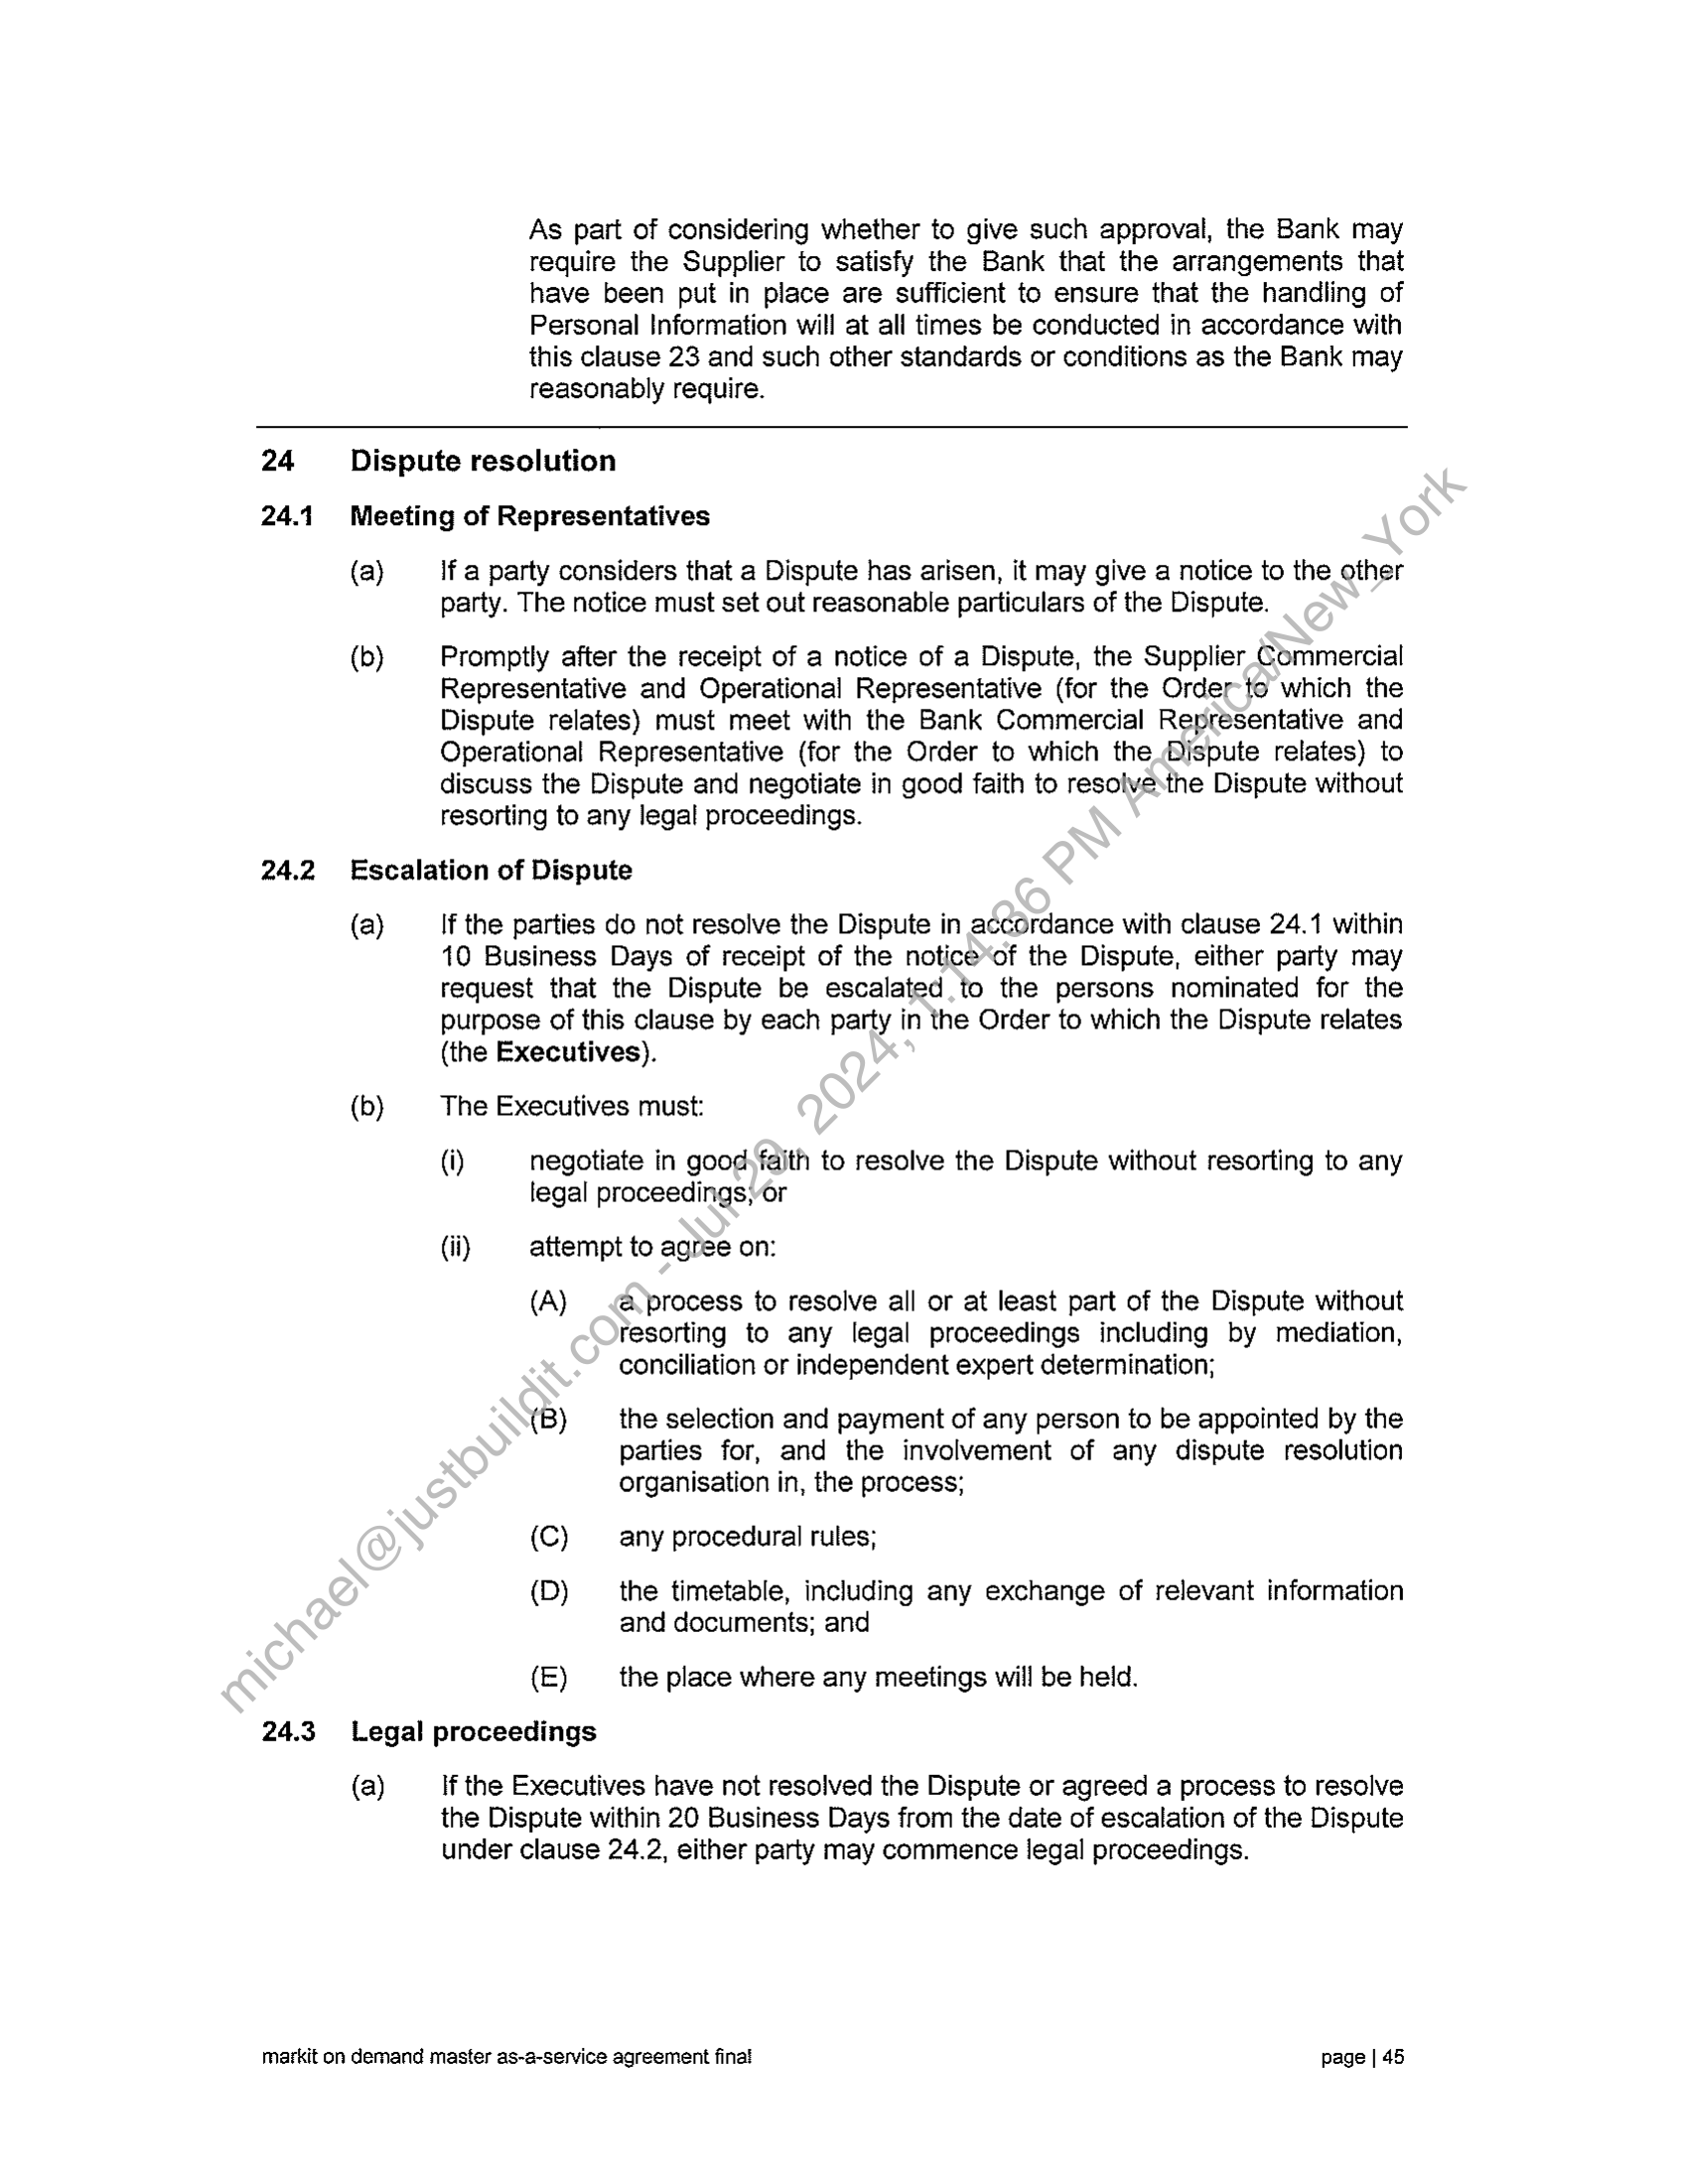 As part of considering whether to give such approval, the Bank may
require the Supplier to satisfy the Bank that the arrangements that
have been put in place are sufficient to ensure that the handling of
Personal Information will at all times be conducted in accordance with
this clause 23 and such other standards or conditions as the Bank may
reasonably require.
24 Dispute resolution
24.1 Meeting of Representatives
(a) If a party considers that a Dispute has arisen, it may give a notice to the other
party. The notice must set out reasonable particulars of the Dispute.
(b) Promptly after the receipt of a notice of a Dispute, the Supplier Commercial
Representative and Operational Representative (for the Order to which the
Dispute relates) must meet with the Bank Commercial Representative and
Operational Representative (for the Order to which the Dispute relates) to
discuss the Dispute and negotiate in good faith to resolve the Dispute without
resorting to any legal proceedings.
24.2 Escalation of Dispute
(a) If the parties do not resolve the Dispute in accordance with clause 24.1 within
10 Business Days of receipt of the notice of the Dispute, either party may
request that the Dispute be escalated to the persons nominated for the
purpose of this clause by each party in the Order to which the Dispute relates
(the Executives).
(b) The Executives must:
(i) negotiate in good faith to resolve the Dispute without resorting to any
legal proceedings; or
(ii) attempt to agree on:
(A) a process to resolve all or at least part of the Dispute without
resorting to any legal proceedings including by mediation,
conciliation or independent expert determination;
(B) the selection and payment of any person to be appointed by the
parties for, and the involvement of any dispute resolution
organisation in, the process;
(C) any procedural rules;
(D) the timetable, including any exchange of relevant information
and documents; and
(E) the place where any meetings will be held.
24.3 Legal proceedings
(a) If the Executives have not resolved the Dispute or agreed a process to resolve
the Dispute within 20 Business Days from the date of escalation of the Dispute
under clause 24.2, either party may commence legal proceedings.
markit on demand master as-a-service agreement final page | 45
michael@justbuildit.com - Jul 29, 2024, 1:14:36 PM America/New_York